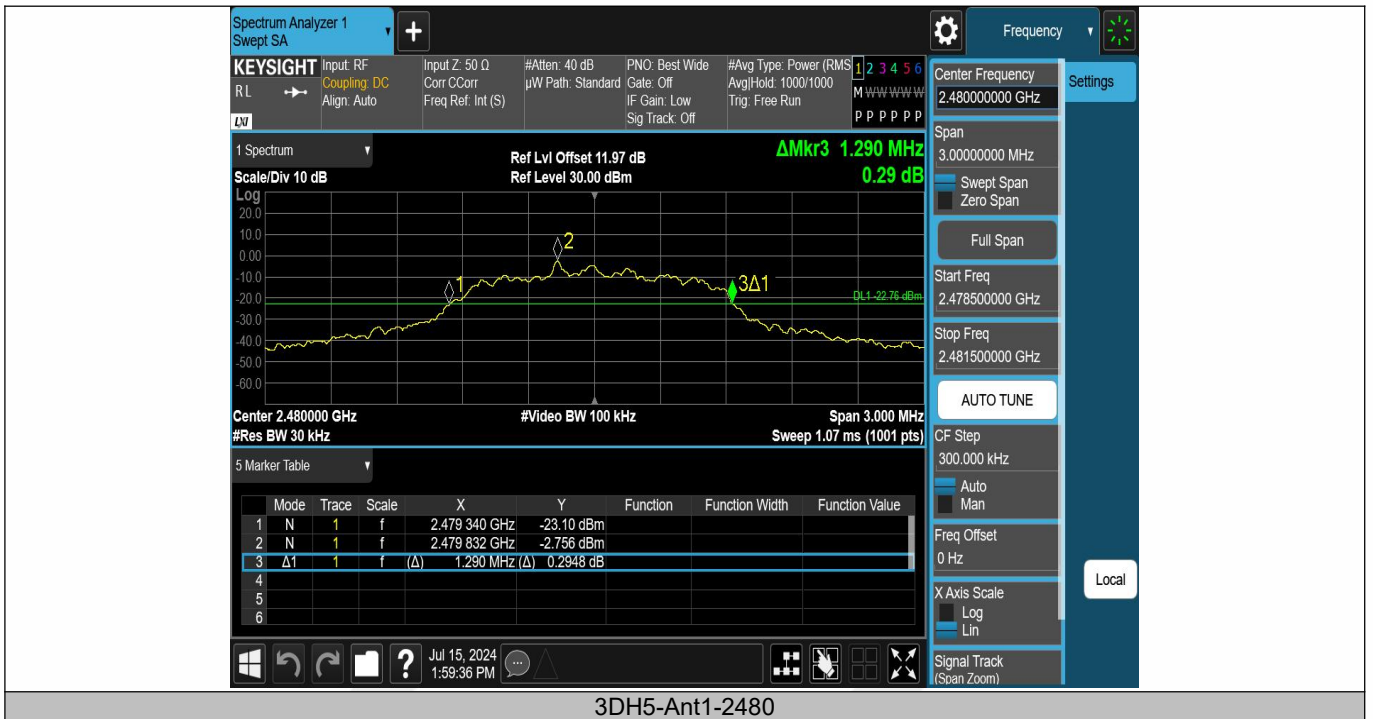 Spectrum Analyzer 1
Swept SA
+
Frequency
KEYSIGHT
RL
LXI
Input: RF
Coupling: DC
Align: Auto
Input Z: 50 Ω
Corr CCorr
Freq Ref: Int (S)
#Atten: 40 dB
µW Path: Standard
PNO: Best Wide
Gate: Off
IF Gain: Low
Sig Track: Off
#Avg Type: Power (RMS
Avg|Hold: 1000/1000
Trig: Free Run
1 2 3 4 5 6
M W W W W W
P P P P P P
1 Spectrum
Scale/Div 10 dB
Ref Lvl Offset 11.97 dB
Ref Level 30.00 dBm
ΔMkr3 1.290 MHz
0.29 dB
Log
20.0
10.0
0.00
-10.0
-20.0
-30.0
-40.0
-50.0
-60.0
1
2
3Δ1
DL1 -22.76 dBm
Center 2.480000 GHz
#Video BW 100 kHz
Span 3.000 MHz
#Res BW 30 kHz
Sweep 1.07 ms (1001 pts)
5 Marker Table
Mode Trace Scale X Y Function Function Width Function Value
1 N 1 f 2.479 340 GHz -23.10 dBm
2 N 1 f 2.479 832 GHz -2.756 dBm
3 Δ1 1 f (Δ) 1.290 MHz (Δ) 0.2948 dB
4
5
6
?
Jul 15, 2024
1:59:36 PM
Center Frequency
2.480000000 GHz
Span
3.00000000 MHz
Swept Span
Zero Span
Full Span
Start Freq
2.478500000 GHz
Stop Freq
2.481500000 GHz
AUTO TUNE
CF Step
300.000 kHz
Auto
Man
Freq Offset
0 Hz
X Axis Scale
Log
Lin
Signal Track
(Span Zoom)
Settings
Local
3DH5-Ant1-2480